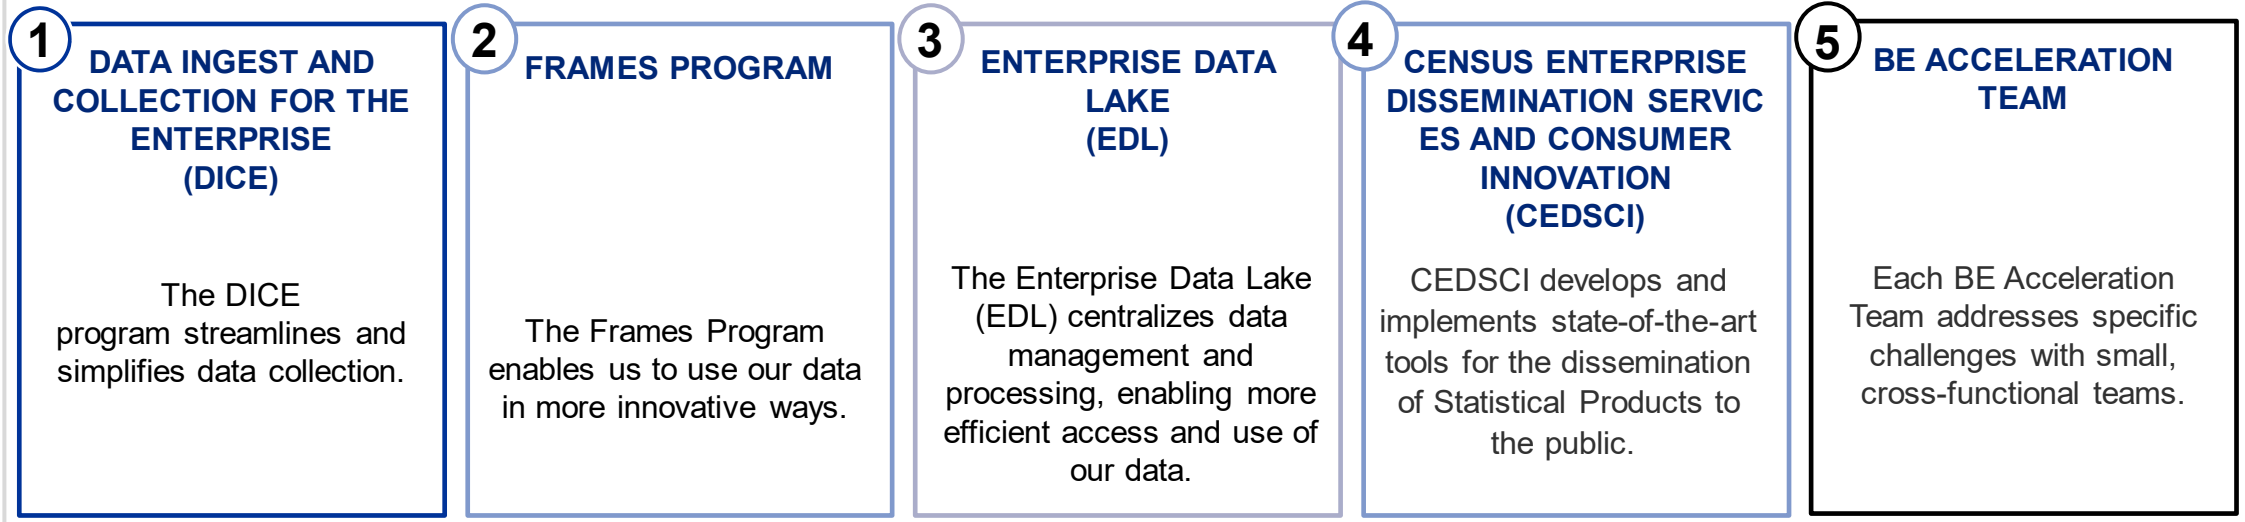 1
DATA INGEST AND
COLLECTION FOR THE
ENTERPRISE
(DICE)
The DICE
program streamlines and
simplifies data collection.
2
FRAMES PROGRAM
The Frames Program
enables us to use our data
in more innovative ways.
3
ENTERPRISE DATA
LAKE
(EDL)
The Enterprise Data Lake
(EDL) centralizes data
management and
processing, enabling more
efficient access and use of
our data.
4
CENSUS ENTERPRISE
DISSEMINATION SERVIC
ES AND CONSUMER
INNOVATION
(CEDSCI)
CEDSCI develops and
implements state-of-the-art
tools for the dissemination
of Statistical Products to
the public.
5
BE ACCELERATION
TEAM
Each BE Acceleration
Team addresses specific
challenges with small,
cross-functional teams.